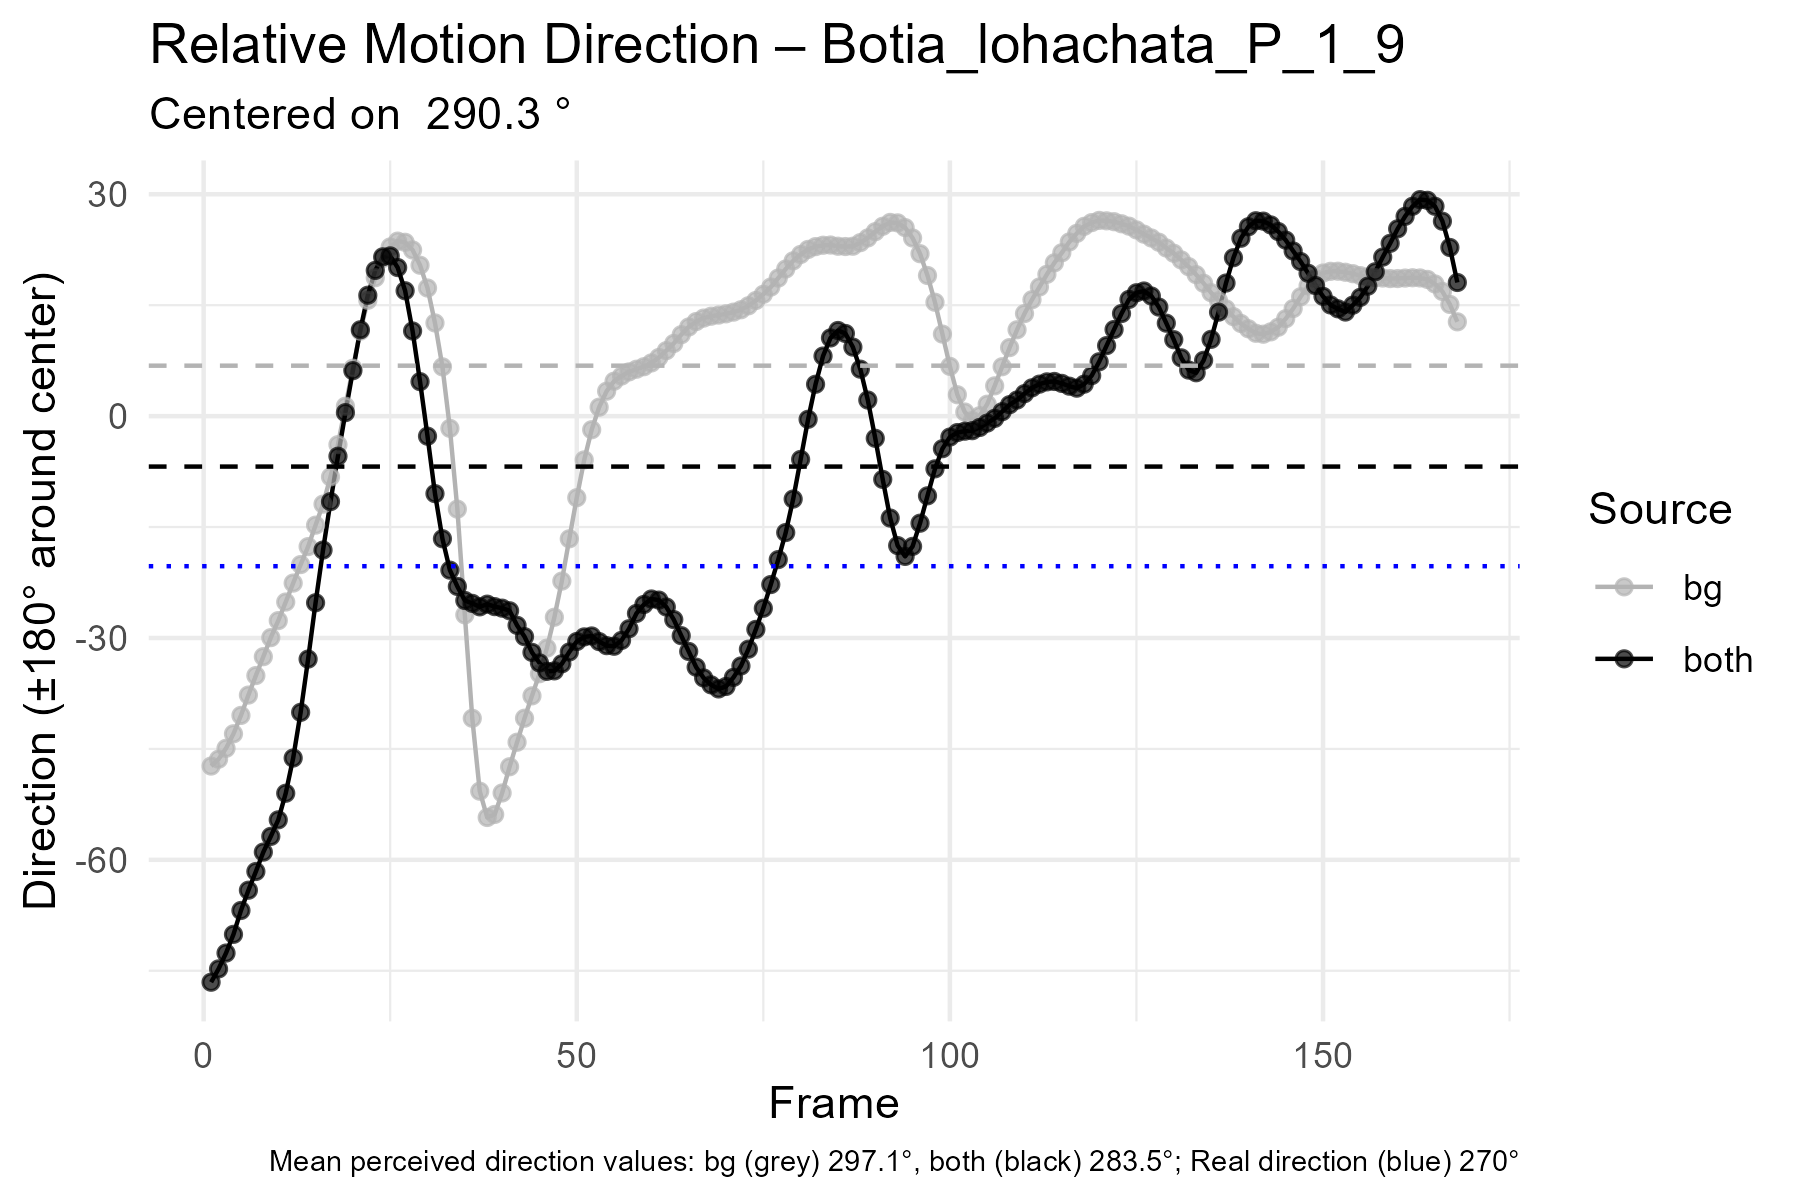 Relative Motion Direction – Botia_lohachata_P_1_9
Centered on  290.3 °
Direction (±180° around center)
30
0
-30
-60
0
50
100
150
Frame
Source
bg
both
Mean perceived direction values: bg (grey) 297.1°, both (black) 283.5°; Real direction (blue) 270°